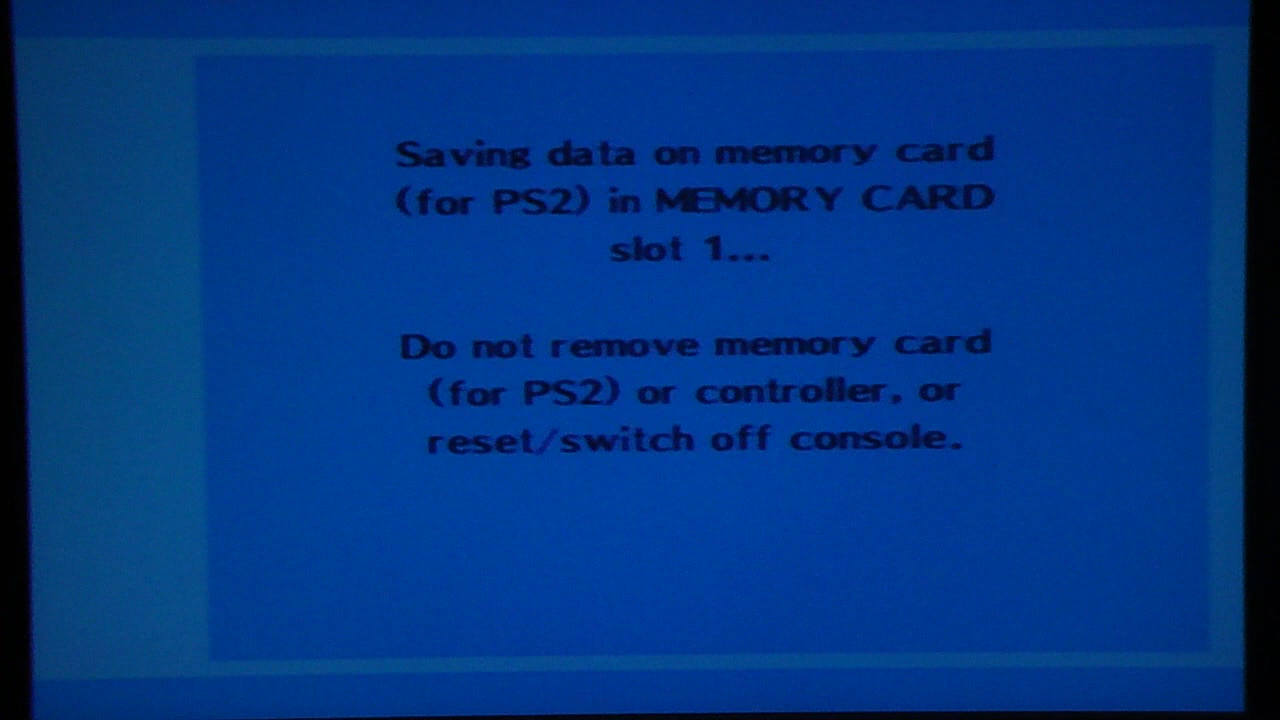 Saving data on memory card
(for PS2) in MEMORY CARD
slot 1...
Do not remove memory card
(for PS2) or controller, or
reset/switch off console.